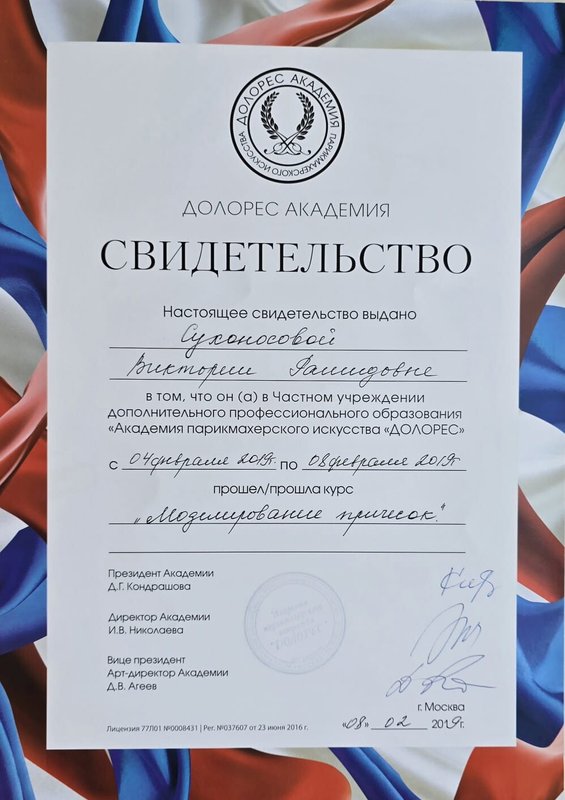 ДОЛОРЕС АКАДЕМИЯ
ПАРИКМАХЕРСКОГО ИСКУССТВА
ДОЛОРЕС АКАДЕМИЯ
СВИДЕТЕЛЬСТВО
Настоящее свидетельство выдано
Сухоносовой
Виктории Рашидовне
в том, что он (а) в Частном учреждении
дополнительного профессионального образования
«Академия парикмахерского искусства «ДОЛОРЕС»
с 04 февраля 2019г. по 08 февраля 2019г
прошел/прошла курс
„Моделирование причесок."
Президент Академии
Д.Г. Кондрашова
Директор Академии
И.В. Николаева
Вице президент
Арт-директор Академии
Д.В. Агеев
г. Москва
«08» 02 2019г.
Лицензия 77Л01 №0008431 | Рег. №037607 от 23 июня 2016 г.